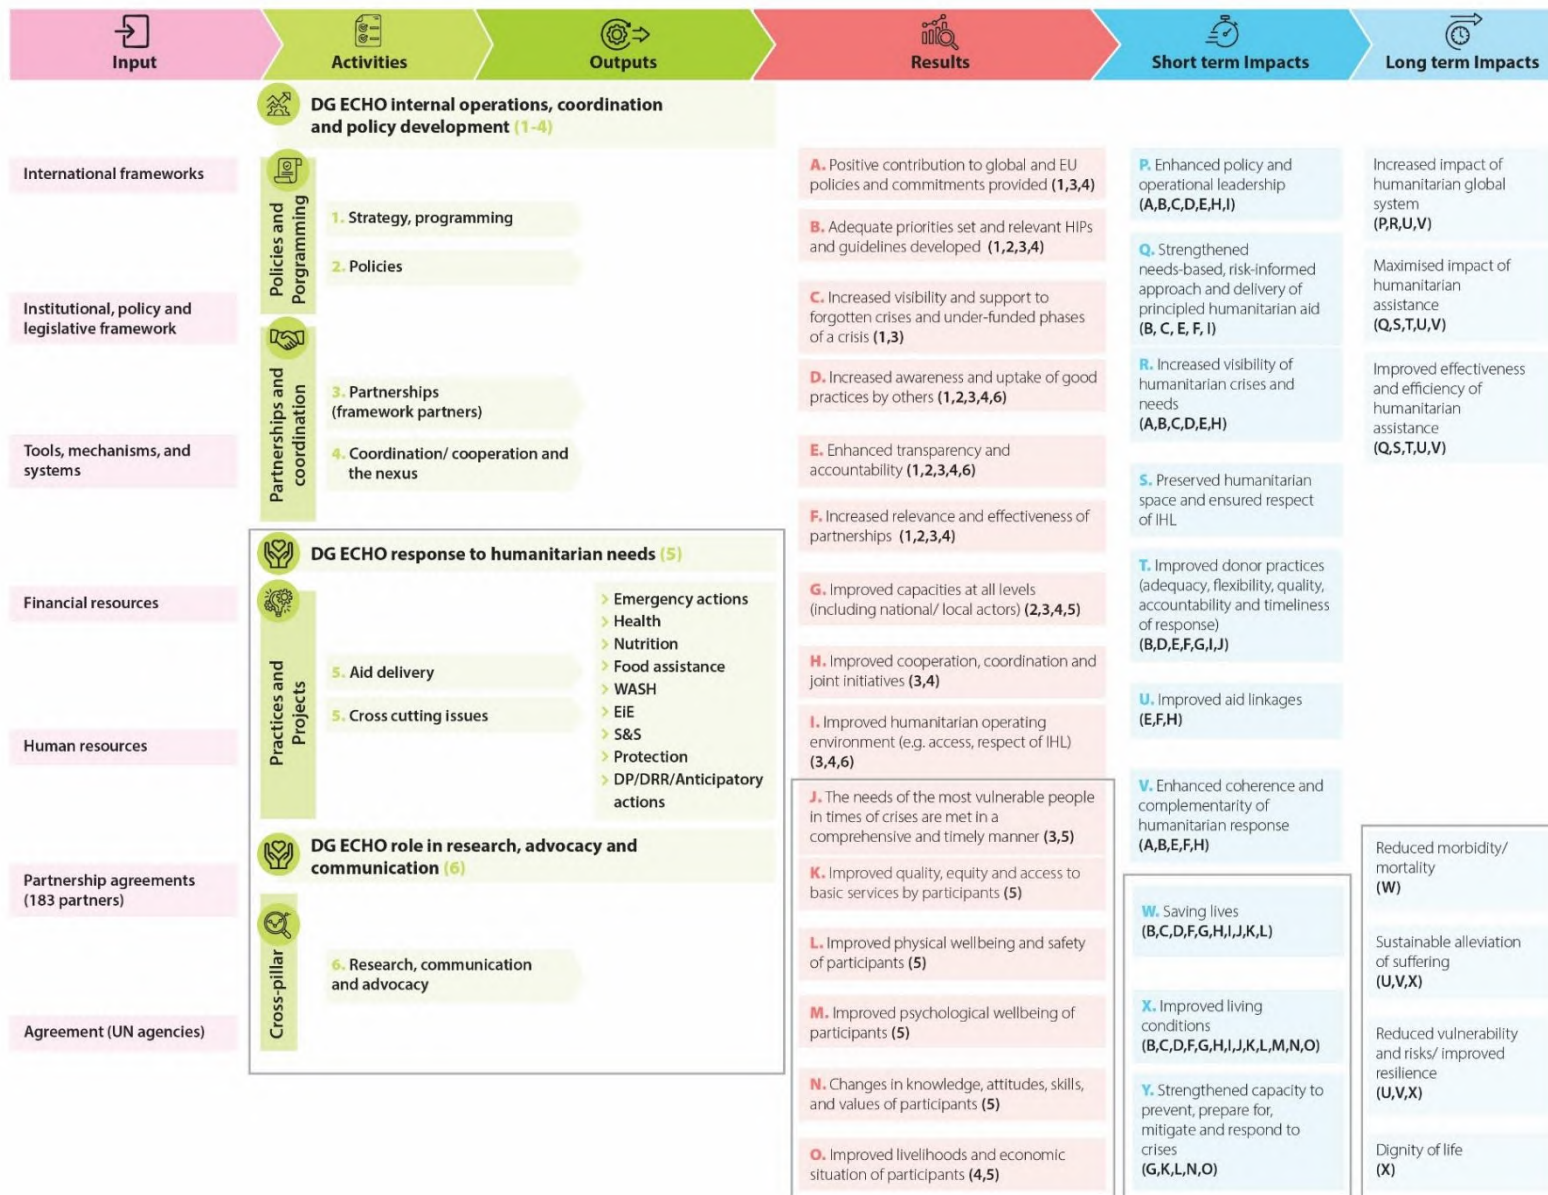 Input
Activities
Outputs
Results
Short term Impacts
Long term Impacts
International frameworks
Institutional, policy and
legislative framework
Tools, mechanisms, and
systems
Financial resources
Human resources
Partnership agreements
(183 partners)
Agreement (UN agencies)
DG ECHO internal operations, coordination
and policy development (1-4)
Policies and
Porgramming
1. Strategy, programming
2. Policies
Partnerships and
coordination
3. Partnerships
(framework partners)
4. Coordination/ cooperation and
the nexus
DG ECHO response to humanitarian needs (5)
Practices and
Projects
5. Aid delivery
5. Cross cutting issues
> Emergency actions
> Health
> Nutrition
> Food assistance
> WASH
> EiE
> S&S
> Protection
> DP/DRR/Anticipatory
actions
DG ECHO role in research, advocacy and
communication (6)
Cross-pillar
6. Research, communication
and advocacy
A. Positive contribution to global and EU
policies and commitments provided (1,3,4)
B. Adequate priorities set and relevant HIPs
and guidelines developed (1,2,3,4)
C. Increased visibility and support to
forgotten crises and under-funded phases
of a crisis (1,3)
D. Increased awareness and uptake of good
practices by others (1,2,3,4,6)
E. Enhanced transparency and
accountability (1,2,3,4,6)
F. Increased relevance and effectiveness of
partnerships (1,2,3,4)
G. Improved capacities at all levels
(including national/ local actors) (2,3,4,5)
H. Improved cooperation, coordination and
joint initiatives (3,4)
I. Improved humanitarian operating
environment (e.g. access, respect of IHL)
(3,4,6)
J. The needs of the most vulnerable people
in times of crises are met in a
comprehensive and timely manner (3,5)
K. Improved quality, equity and access to
basic services by participants (5)
L. Improved physical wellbeing and safety
of participants (5)
M. Improved psychological wellbeing of
participants (5)
N. Changes in knowledge, attitudes, skills,
and values of participants (5)
O. Improved livelihoods and economic
situation of participants (4,5)
P. Enhanced policy and
operational leadership
(A,B,C,D,E,H,I)
Q. Strengthened
needs-based, risk-informed
approach and delivery of
principled humanitarian aid
(B, C, E, F, I)
R. Increased visibility of
humanitarian crises and
needs
(A,B,C,D,E,H)
S. Preserved humanitarian
space and ensured respect
of IHL
T. Improved donor practices
(adequacy, flexibility, quality,
accountability and timeliness
of response)
(B,D,E,F,G,I,J)
U. Improved aid linkages
(E,F,H)
V. Enhanced coherence and
complementarity of
humanitarian response
(A,B,E,F,H)
W. Saving lives
(B,C,D,F,G,H,I,J,K,L)
X. Improved living
conditions
(B,C,D,F,G,H,I,J,K,L,M,N,O)
Y. Strengthened capacity to
prevent, prepare for,
mitigate and respond to
crises
(G,K,L,N,O)
Increased impact of
humanitarian global
system
(P,R,U,V)
Maximised impact of
humanitarian
assistance
(Q,S,T,U,V)
Improved effectiveness
and efficiency of
humanitarian
assistance
(Q,S,T,U,V)
Reduced morbidity/
mortality
(W)
Sustainable alleviation
of suffering
(U,V,X)
Reduced vulnerability
and risks/ improved
resilience
(U,V,X)
Dignity of life
(X)